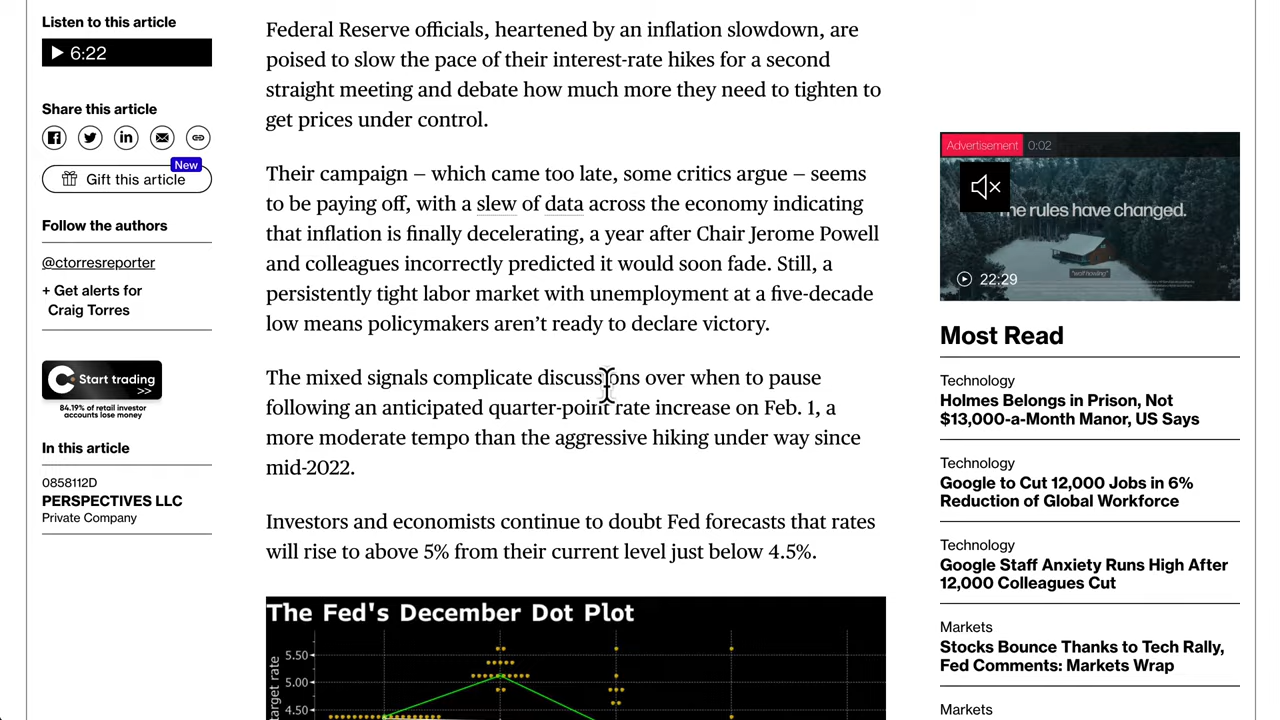 Listen to this article
6:22
Share this article
New
Gift this article
Follow the authors
@ctorresreporter
+ Get alerts for
Craig Torres
Start trading
>>
84.19% of retail investor
accounts lose money
In this article
0858112D
PERSPECTIVES LLC
Private Company
Federal Reserve officials, heartened by an inflation slowdown, are
poised to slow the pace of their interest-rate hikes for a second
straight meeting and debate how much more they need to tighten to
get prices under control.
Their campaign — which came too late, some critics argue — seems
to be paying off, with a slew of data across the economy indicating
that inflation is finally decelerating, a year after Chair Jerome Powell
and colleagues incorrectly predicted it would soon fade. Still, a
persistently tight labor market with unemployment at a five-decade
low means policymakers aren’t ready to declare victory.
The mixed signals complicate discussions over when to pause
following an anticipated quarter-point rate increase on Feb. 1, a
more moderate tempo than the aggressive hiking under way since
mid-2022.
Investors and economists continue to doubt Fed forecasts that rates
will rise to above 5% from their current level just below 4.5%.
The Fed's December Dot Plot
5.50
5.00
4.50
target rate
Advertisement 0:02
The rules have changed.
22:29
Most Read
Technology
Holmes Belongs in Prison, Not
$13,000-a-Month Manor, US Says
Technology
Google to Cut 12,000 Jobs in 6%
Reduction of Global Workforce
Technology
Google Staff Anxiety Runs High After
12,000 Colleagues Cut
Markets
Stocks Bounce Thanks to Tech Rally,
Fed Comments: Markets Wrap
Markets